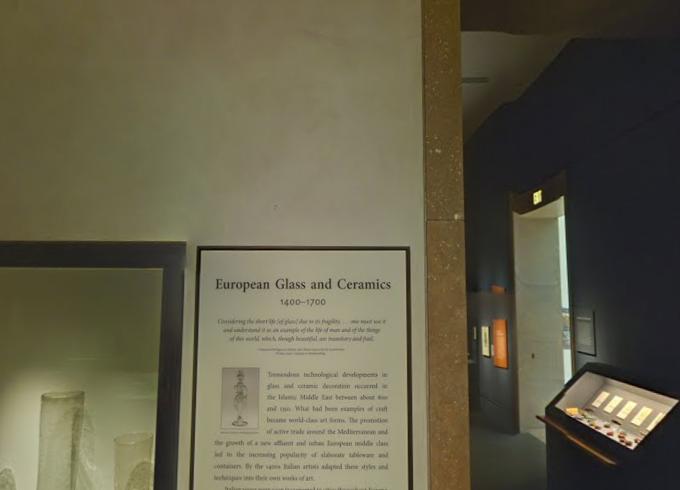 European Glass and Ceramics
1400–1700
Considering the short life [of glass] due to its fragility, . . . one must use it
and understand it as an example of the life of man and of the things
of this world, which, though beautiful, are transitory and frail.
Tremendous technological developments in
glass and ceramic decoration occurred in
the Islamic Middle East between about 800
and 1350. What had been examples of craft
became world-class art forms. The promotion
of active trade around the Mediterranean and
the growth of a new affluent and urban European middle class
led to the increasing popularity of elaborate tableware and
containers. By the 1400s Italian artists adapted these styles and
techniques into their own works of art.